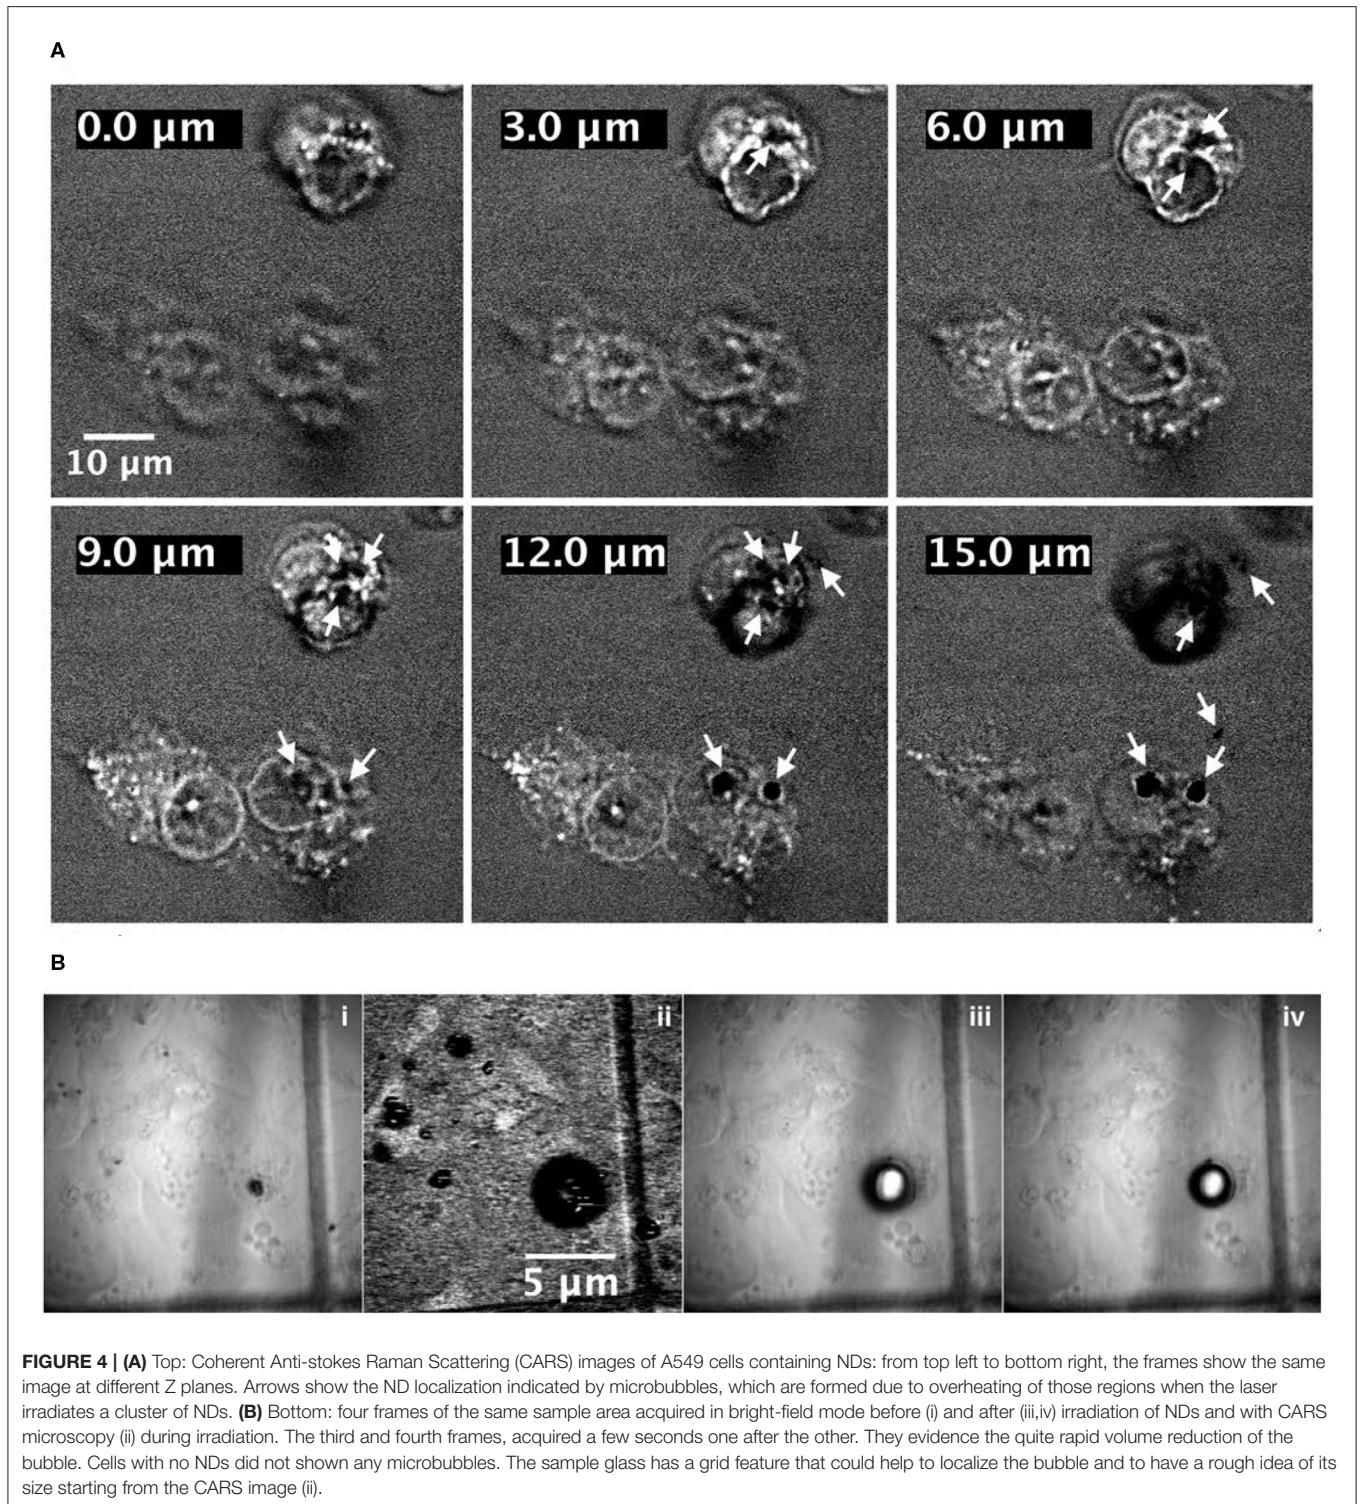 A
0.0 μm
3.0 μm
6.0 μm
10 μm
9.0 μm
12.0 μm
15.0 μm
B
i
ii
iii
iv
5 μm
FIGURE 4 | (A) Top: Coherent Anti-stokes Raman Scattering (CARS) images of A549 cells containing NDs: from top left to bottom right, the frames show the same
image at different Z planes. Arrows show the ND localization indicated by microbubbles, which are formed due to overheating of those regions when the laser
irradiates a cluster of NDs. (B) Bottom: four frames of the same sample area acquired in bright-field mode before (i) and after (iii,iv) irradiation of NDs and with CARS
microscopy (ii) during irradiation. The third and fourth frames, acquired a few seconds one after the other. They evidence the quite rapid volume reduction of the
bubble. Cells with no NDs did not shown any microbubbles. The sample glass has a grid feature that could help to localize the bubble and to have a rough idea of its
size starting from the CARS image (ii).